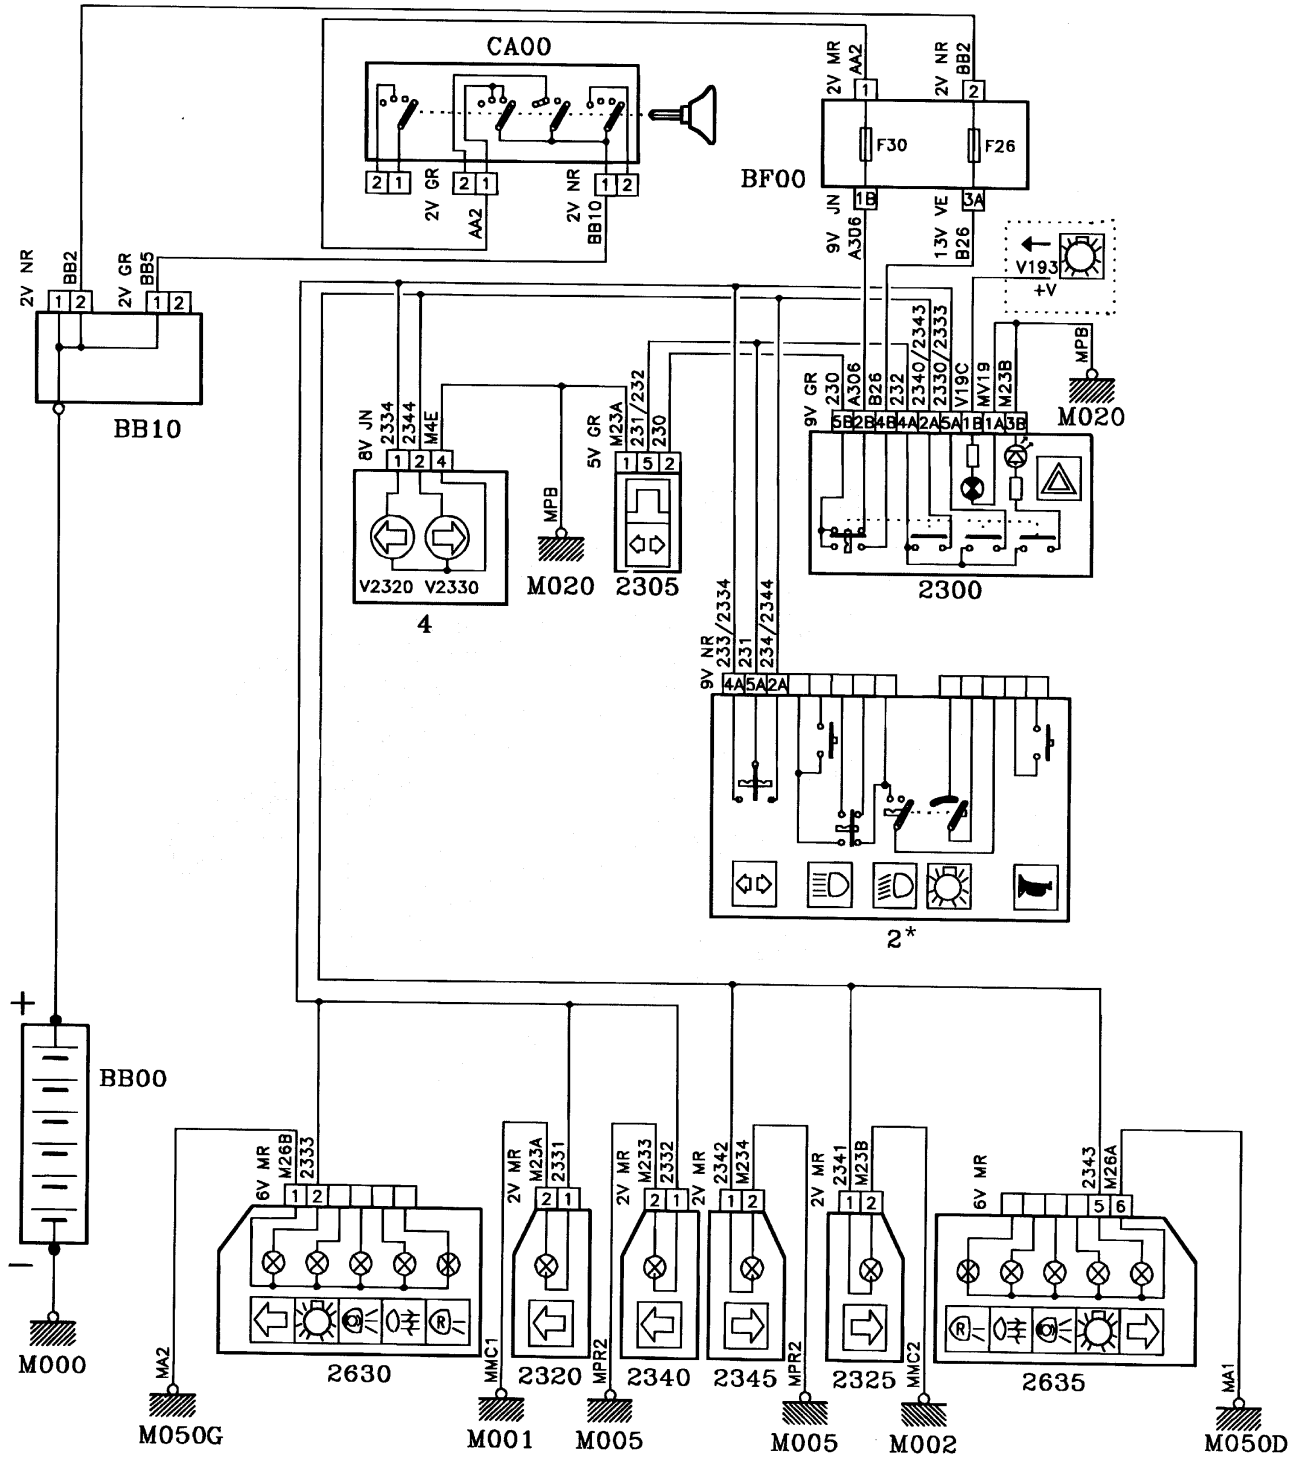 CA00
2V MR
AA2
2V NR
BB2
1
2
F30
F26
BF00
2 1
2V GR
2 1
AA2
2V NR
1 2
BB10
1B
3A
9V JN
A306
13V VE
B26
V193
+V
2V NR
BB2
2V GR
BB5
1 2
1 2
BB10
8V JN
2334
2344
M4E
1 2 4
V2320 V2330
4
MPB
M020
5V GR
M23A
231/232
230
1 5 2
2305
9V GR
230
A306
B26
232
2340/2343
2330/2333
V19C
MV19
M23B
MPB
M020
5B 2B 4B 4A 2A 5A 1B 1A 3B
2300
9V NR
233/2334
231
234/2344
4A 5A 2A
2*
+
BB00
-
M000
6V MR
M26B
2333
1 2
R
2630
MA2
M050G
2V MR
M23A
2331
2 1
2320
MMC1
M001
2V MR
M233
2332
2 1
2340
MPR2
M005
2V MR
2342
M234
1 2
2345
MPR2
M005
2V MR
2341
M23B
1 2
2325
MMC2
M002
6V MR
2343
M26A
5 6
R
2635
MA1
M050D